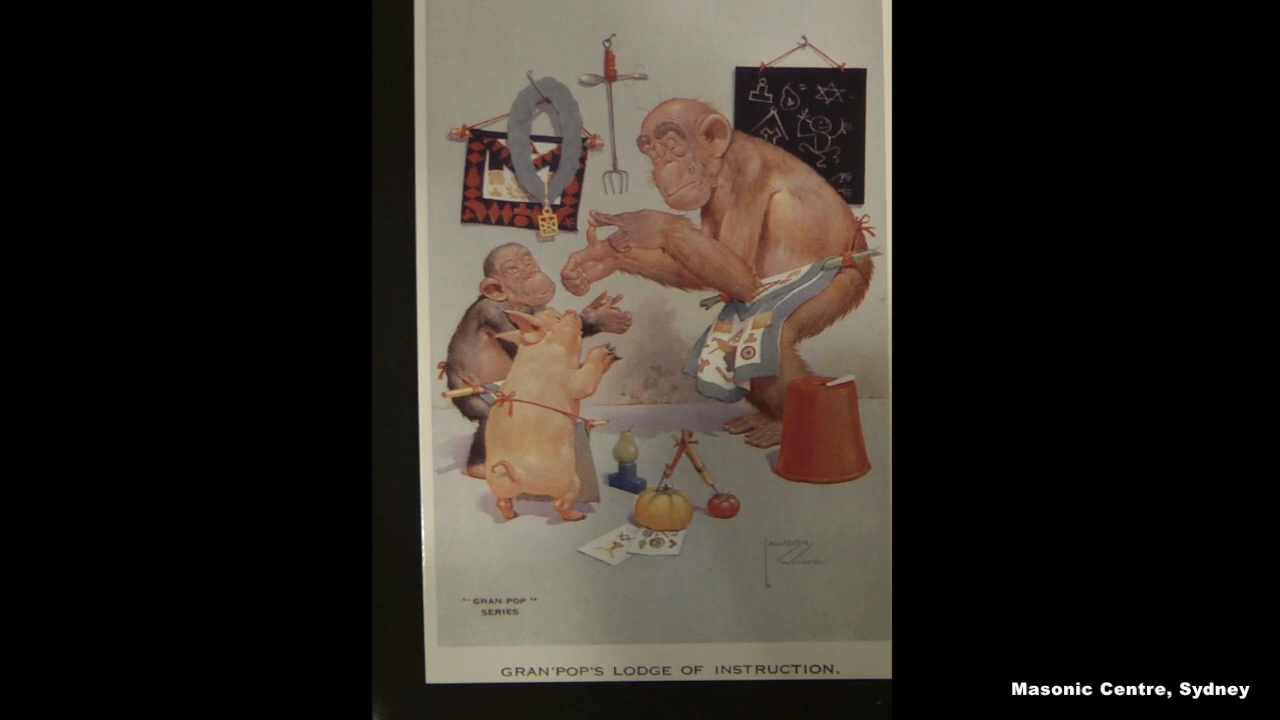 "GRAN-POP"
SERIES
GRAN'POP'S LODGE OF INSTRUCTION.
Masonic Centre, Sydney